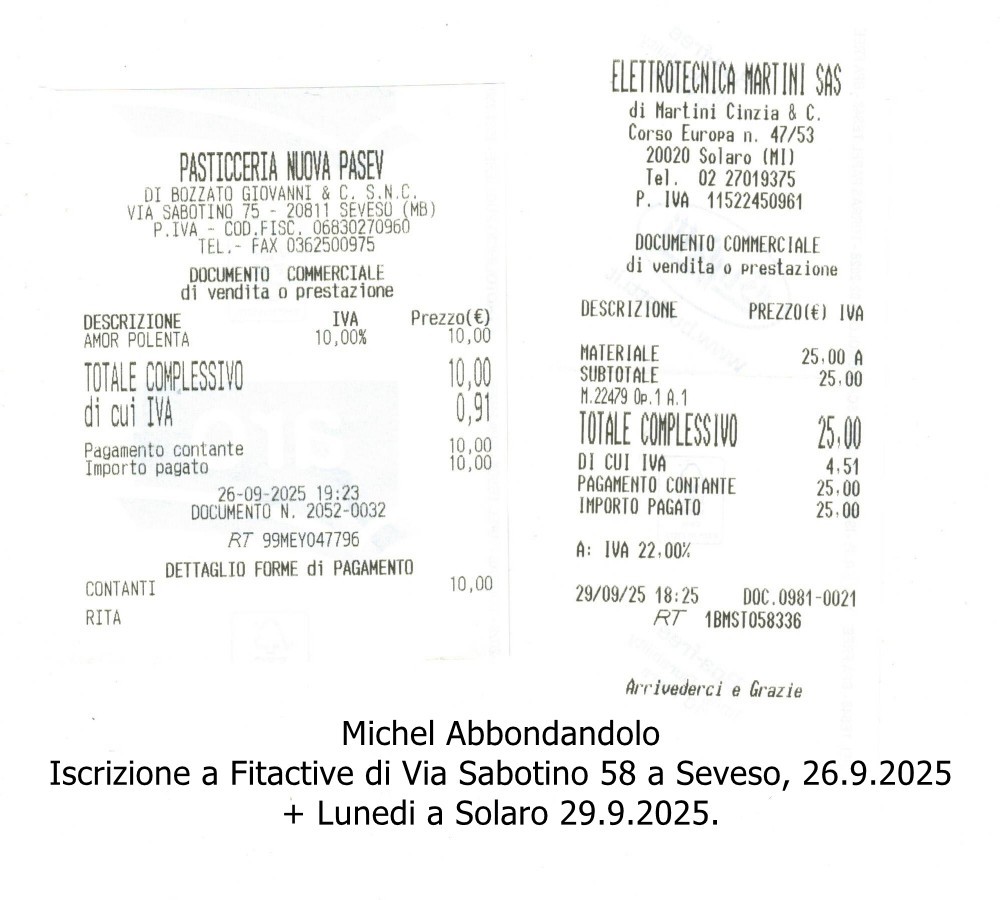 PASTICCERIA NUOVA PASEV
DI BOZZATO GIOVANNI & C. S.N.C.
VIA SABOTINO 75 - 20811 SEVESO (MB)
P.IVA - COD.FISC. 06830270960
TEL.- FAX 0362500975
DOCUMENTO COMMERCIALE
di vendita o prestazione
DESCRIZIONE IVA Prezzo(€)
AMOR POLENTA 10,00% 10,00
TOTALE COMPLESSIVO 10,00
di cui IVA 0,91
Pagamento contante 10,00
Importo pagato 10,00
26-09-2025 19:23
DOCUMENTO N. 2052-0032
RT 99MEY047796
DETTAGLIO FORME di PAGAMENTO
CONTANTI 10,00
RITA
ELETTROTECNICA MARTINI SAS
di Martini Cinzia & C.
Corso Europa n. 47/53
20020 Solaro (MI)
Tel. 02 27019375
P. IVA 11522450961
DOCUMENTO COMMERCIALE
di vendita o prestazione
DESCRIZIONE PREZZO(€) IVA
MATERIALE 25,00 A
SUBTOTALE 25,00
M.22479 Op.1 A.1
TOTALE COMPLESSIVO 25,00
DI CUI IVA 4,51
PAGAMENTO CONTANTE 25,00
IMPORTO PAGATO 25,00
A: IVA 22,00%
29/09/25 18:25 DOC.0981-0021
RT 1BMST058336
Arrivederci e Grazie
Michel Abbondandolo
Iscrizione a Fitactive di Via Sabotino 58 a Seveso, 26.9.2025
+ Lunedi a Solaro 29.9.2025.